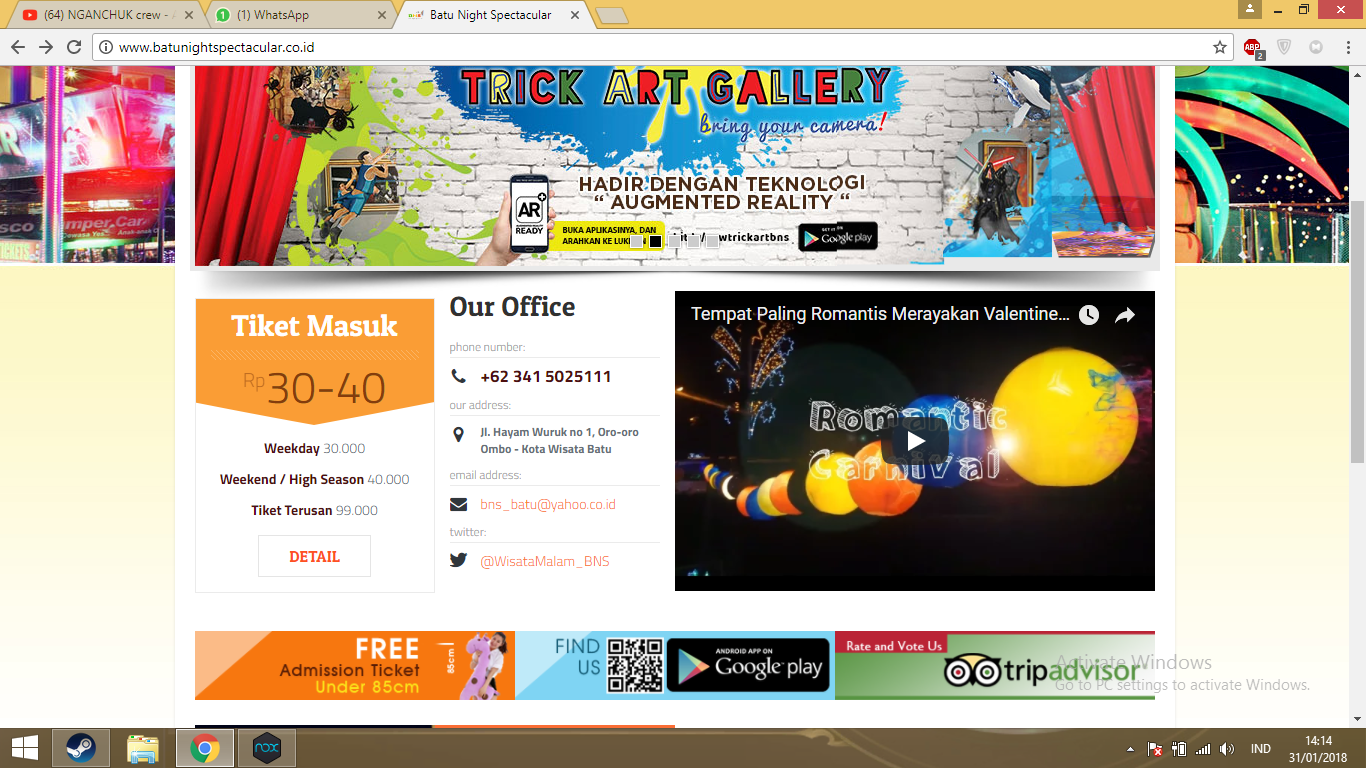 (64) NGANCHUK crew -
(1) WhatsApp
Batu Night Spectacular
www.batunightspectacular.co.id
ABP
2
TRICK ART GALLERY
bring your camera!
HADIR DENGAN TEKNOLOGI
“ AUGMENTED REALITY “
AR
READY
BUKA APLIKASINYA, DAN
ARAHKAN KE
wtrickartbns
GET IT ON
Google play
Tiket Masuk
Rp 30-40
Weekday 30.000
Weekend / High Season 40.000
Tiket Terusan 99.000
DETAIL
Our Office
phone number:
+62 341 5025111
our address:
Jl. Hayam Wuruk no 1, Oro-oro
Ombo - Kota Wisata Batu
email address:
bns_batu@yahoo.co.id
twitter:
@WisataMalam_BNS
Tempat Paling Romantis Merayakan Valentine...
Romantic
Carnival
FREE
Admission Ticket
Under 85cm
85cm
FIND
US
ANDROID APP ON
Google play
Rate and Vote Us
tripadvisor
Activate Windows
Go to PC settings to activate Windows.
nox
IND
14:14
31/01/2018